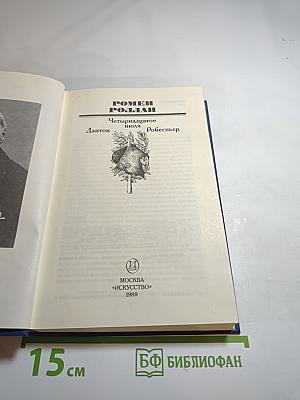 РОМЕН
РОЛЛАН
Четырнадцатое
июля
Дантон Робеспьер
МОСКВА
«ИСКУССТВО»
1989
15 см
БФ БИБЛИОФАН